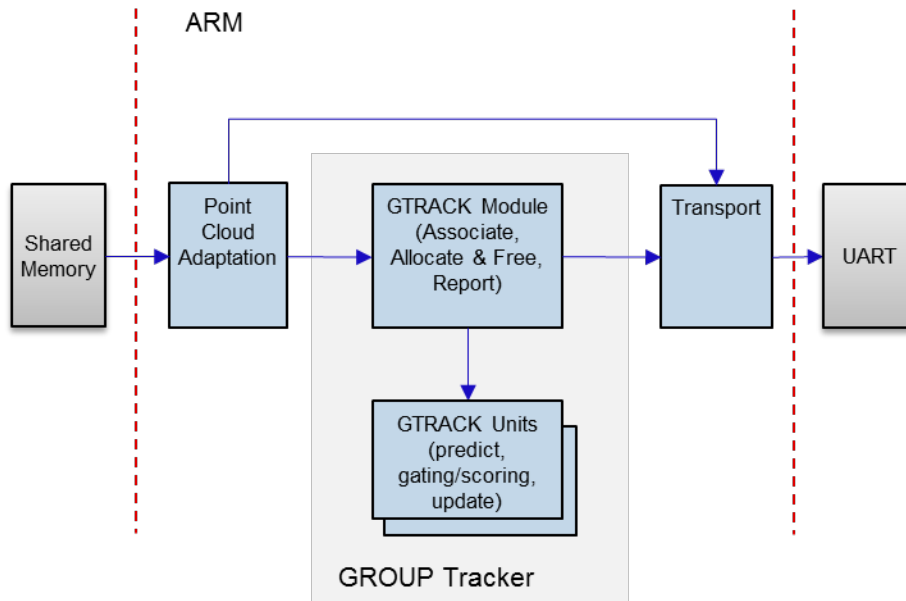 ARM
Shared
Memory
Point
Cloud
Adaptation
GTRACK Module
(Associate,
Allocate & Free,
Report)
Transport
UART
GTRACK Units
(predict,
gating/scoring,
update)
GROUP Tracker